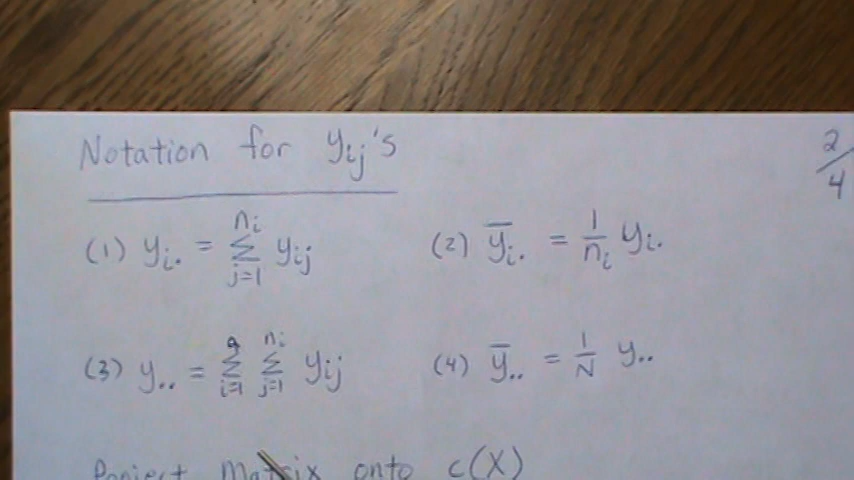 Notation for yij's
2/4
(1) yi. = Σ_{j=1}^{ni} yij (2) ȳi. = 1/ni yi.
(3) y.. = Σ_{i=1}^{a} Σ_{j=1}^{ni} yij (4) ȳ.. = 1/N y..
Project Matrix onto C(X)